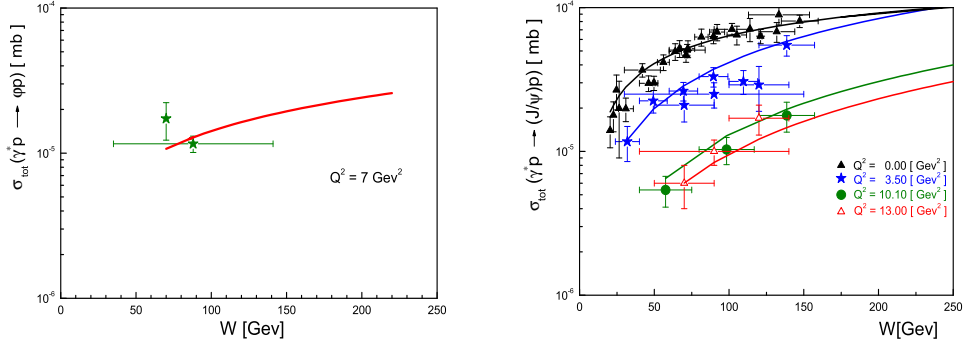 σtot (γ*p → φp) [ mb ]
10⁻⁴
10⁻⁵
10⁻⁶
Q² = 7 Gev²
0 50 100 150 200 250
W [Gev]
σtot (γ*p → (J/ψ)p) [ mb ]
10⁻⁴
10⁻⁵
10⁻⁶
Q² = 0.00 [ Gev² ]
Q² = 3.50 [ Gev² ]
Q² = 10.10 [ Gev² ]
Q² = 13.00 [ Gev² ]
0 50 100 150 200 250
W[Gev]